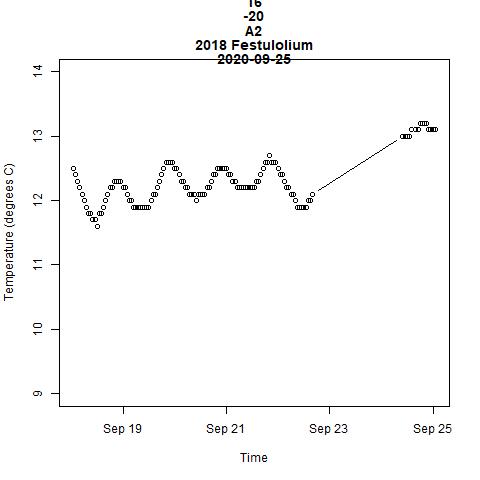 16
-20
A2
2018 Festulolium
2020-09-25
14
13
12
11
10
9
Temperature (degrees C)
Sep 19
Sep 21
Sep 23
Sep 25
Time